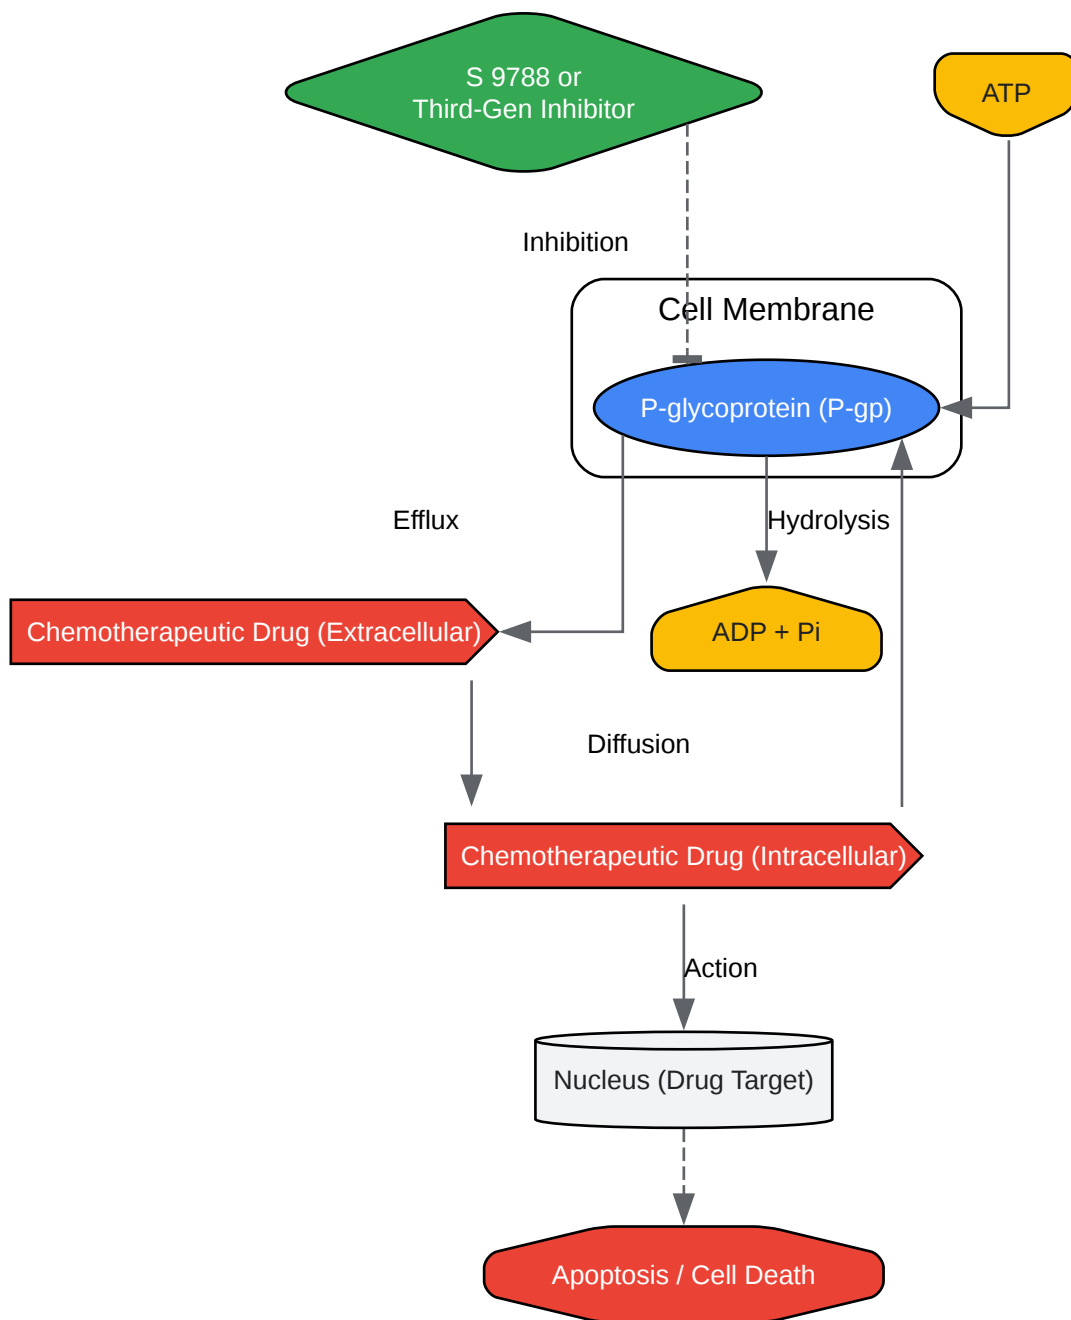 S 9788 or
Third-Gen Inhibitor
ATP
Inhibition
Cell Membrane
P-glycoprotein (P-gp)
Efflux
Hydrolysis
Chemotherapeutic Drug (Extracellular)
ADP + Pi
Diffusion
Chemotherapeutic Drug (Intracellular)
Action
Nucleus (Drug Target)
Apoptosis / Cell Death